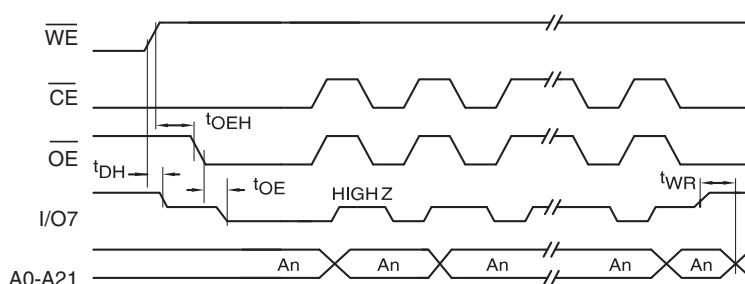 WE
CE
tOEH
OE
tDH
tOE
tWR
HIGH Z
I/O7
An An An An An
A0-A21